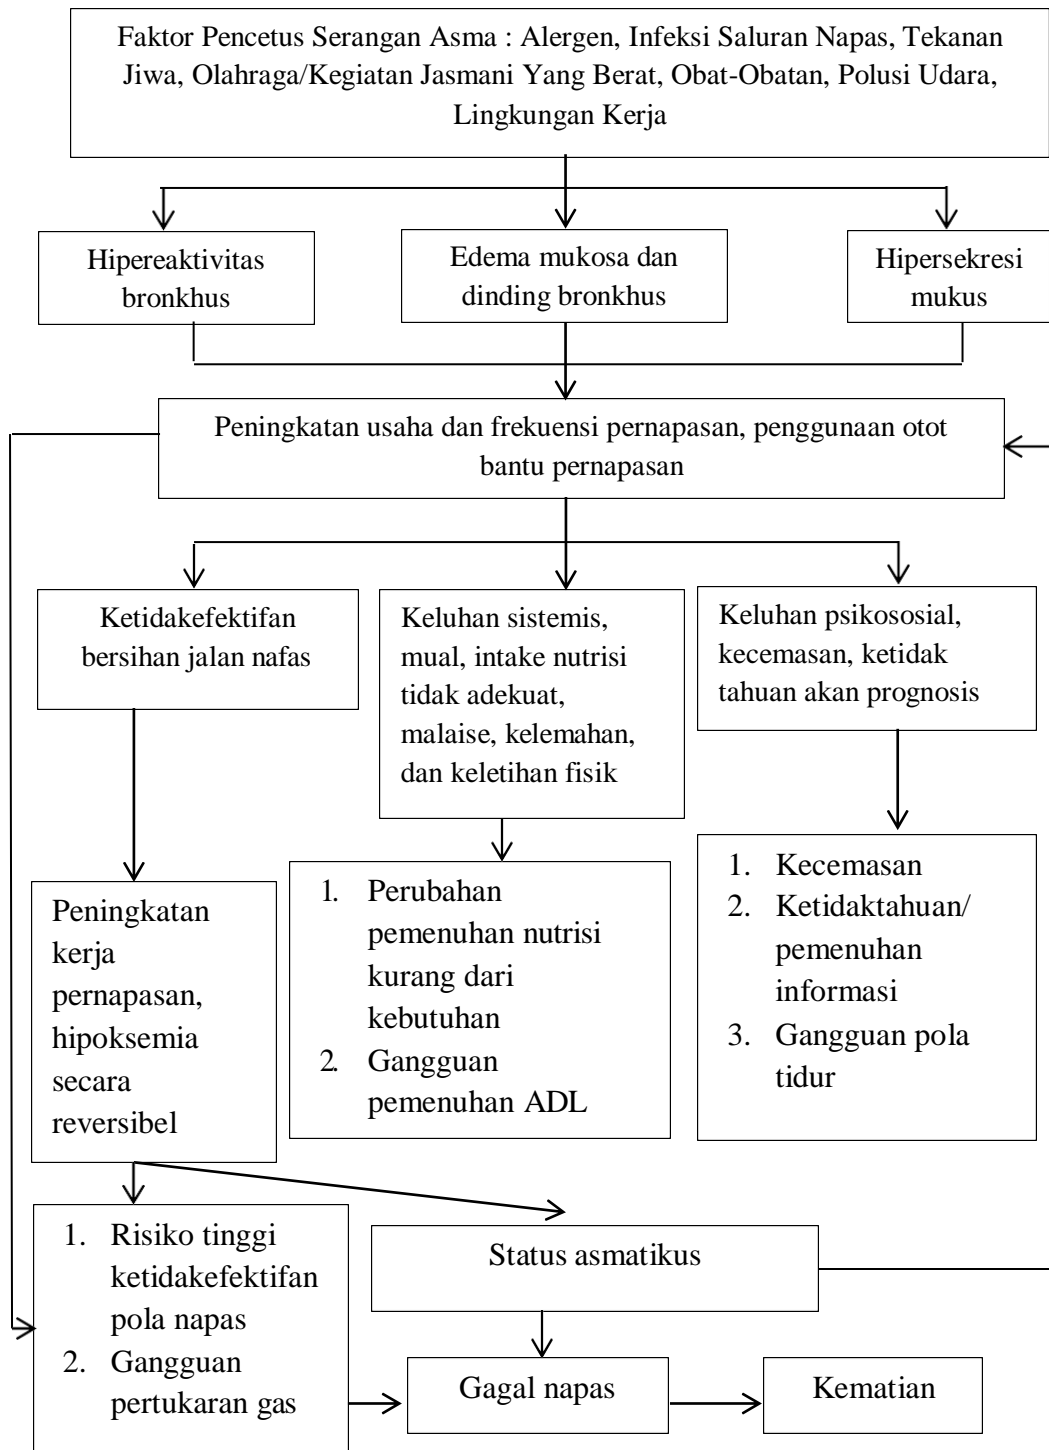 Faktor Pencetus Serangan Asma : Alergen, Infeksi Saluran Napas, Tekanan
Jiwa, Olahraga/Kegiatan Jasmani Yang Berat, Obat-Obatan, Polusi Udara,
Lingkungan Kerja
Hipereaktivitas
bronkhus
Edema mukosa dan
dinding bronkhus
Hipersekresi
mukus
Peningkatan usaha dan frekuensi pernapasan, penggunaan otot
bantu pernapasan
Ketidakefektifan
bersihan jalan nafas
Keluhan sistemis,
mual, intake nutrisi
tidak adekuat,
malaise, kelemahan,
dan keletihan fisik
Keluhan psikososial,
kecemasan, ketidak
tahuan akan prognosis
Peningkatan
kerja
pernapasan,
hipoksemia
secara
reversibel
1. Perubahan
pemenuhan nutrisi
kurang dari
kebutuhan
2. Gangguan
pemenuhan ADL
1. Kecemasan
2. Ketidaktahuan/
pemenuhan
informasi
3. Gangguan pola
tidur
1. Risiko tinggi
ketidakefektifan
pola napas
2. Gangguan
pertukaran gas
Status asmatikus
Gagal napas
Kematian